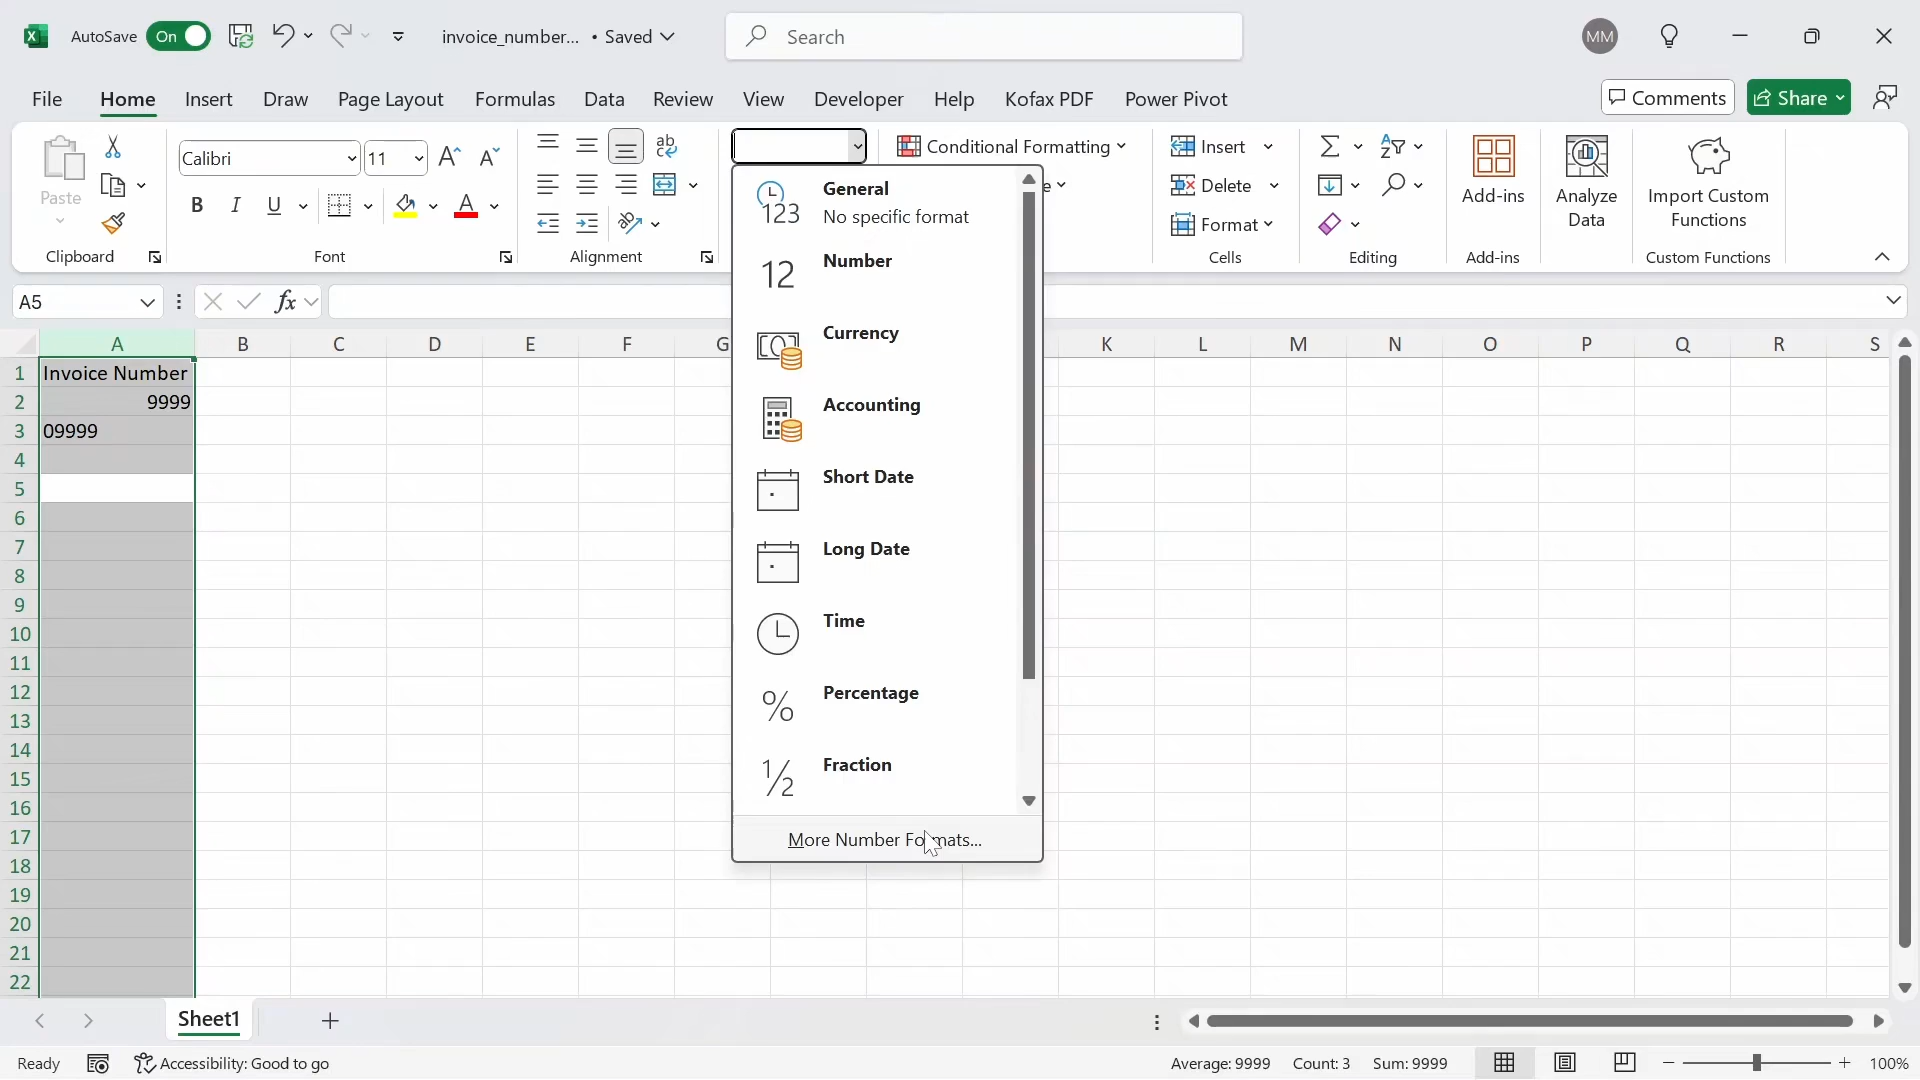 AutoSave On invoice_number... • Saved Search MM
File Home Insert Draw Page Layout Formulas Data Review View Developer Help Kofax PDF Power Pivot Comments Share
Paste
Clipboard
Calibri 11
B I U A
Font
ab
Alignment
Conditional Formatting
Insert
Delete
Format
Cells
Editing
Add-ins
Add-ins
Analyze
Data
Import Custom
Functions
Custom Functions
A5 fx
General
No specific format
123
Number
12
Currency
Accounting
Short Date
Long Date
Time
Percentage
%
Fraction
½
More Number Formats...
A B C D E F G K L M N O P Q R S
1 Invoice Number
2 9999
3 09999
4
5
6
7
8
9
10
11
12
13
14
15
16
17
18
19
20
21
22
Sheet1
Ready Accessibility: Good to go Average: 9999 Count: 3 Sum: 9999 100%